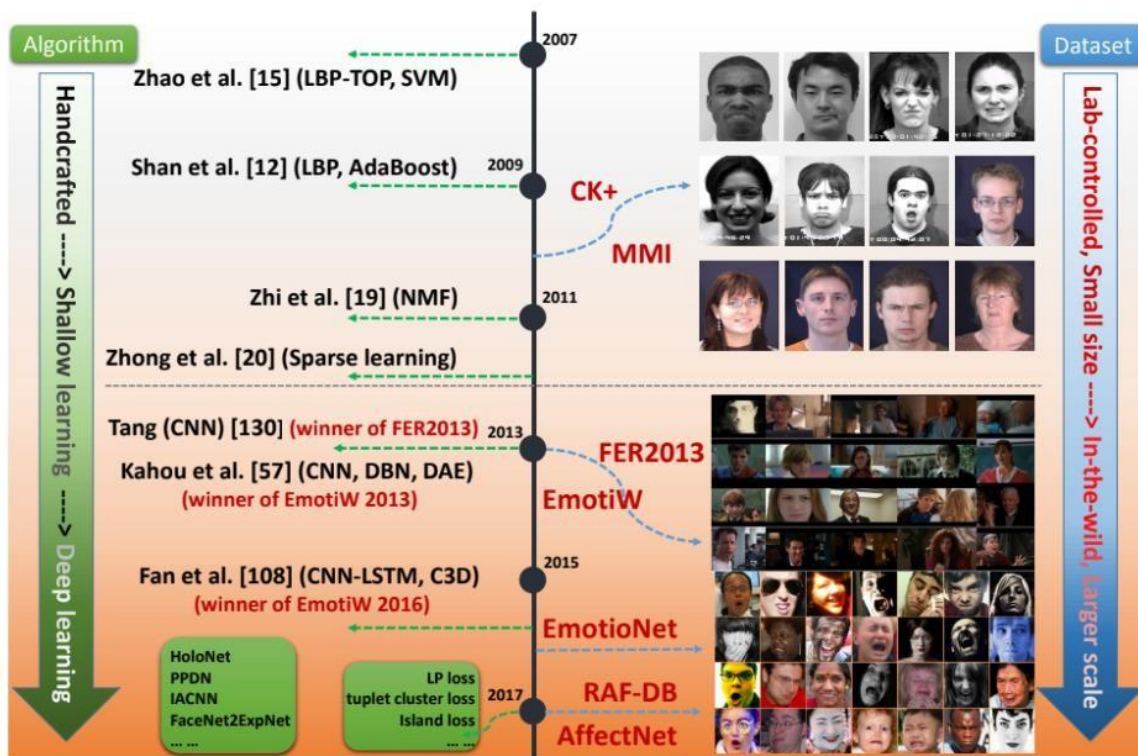 Algorithm
Dataset
Handcrafted ----> Shallow learning ----> Deep learning
Lab-controlled, Small size ----> In-the-wild, Larger scale
2007
Zhao et al. [15] (LBP-TOP, SVM)
2009
Shan et al. [12] (LBP, AdaBoost)
CK+
MMI
2011
Zhi et al. [19] (NMF)
Zhong et al. [20] (Sparse learning)
2013
Tang (CNN) [130] (winner of FER2013)
Kahou et al. [57] (CNN, DBN, DAE)
(winner of EmotiW 2013)
FER2013
EmotiW
2015
Fan et al. [108] (CNN-LSTM, C3D)
(winner of EmotiW 2016)
EmotioNet
HoloNet
PPDN
IACNN
FaceNet2ExpNet
... ...
LP loss
tuplet cluster loss
Island loss
... ...
2017
RAF-DB
AffectNet